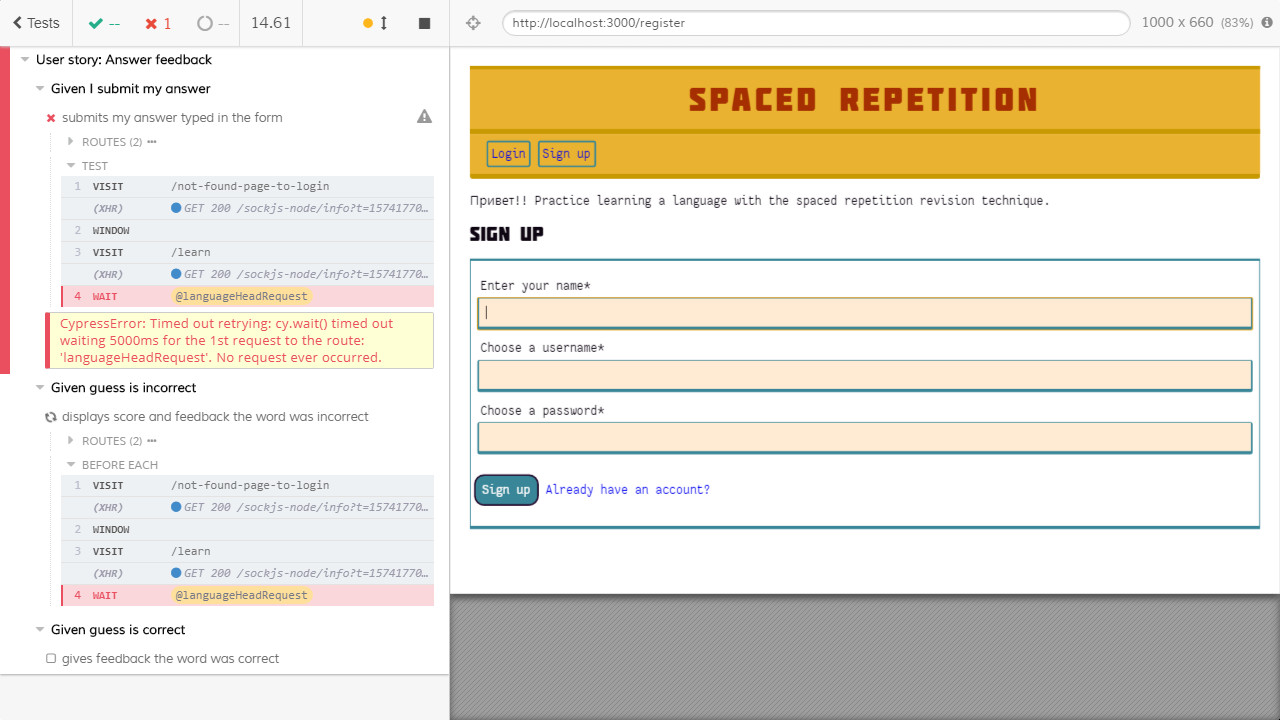 Tests
--
1
--
14.61
http://localhost:3000/register
1000 x 660 (83%)
User story: Answer feedback
Given I submit my answer
submits my answer typed in the form
ROUTES (2)
TEST
1 VISIT /not-found-page-to-login
(XHR) GET 200 /sockjs-node/info?t=15741770…
2 WINDOW
3 VISIT /learn
(XHR) GET 200 /sockjs-node/info?t=15741770…
4 WAIT @languageHeadRequest
CypressError: Timed out retrying: cy.wait() timed out
waiting 5000ms for the 1st request to the route:
'languageHeadRequest'. No request ever occurred.
Given guess is incorrect
displays score and feedback the word was incorrect
ROUTES (2)
BEFORE EACH
1 VISIT /not-found-page-to-login
(XHR) GET 200 /sockjs-node/info?t=15741770…
2 WINDOW
3 VISIT /learn
(XHR) GET 200 /sockjs-node/info?t=15741770…
4 WAIT @languageHeadRequest
Given guess is correct
gives feedback the word was correct
SPACED REPETITION
Login Sign up
Привет!! Practice learning a language with the spaced repetition revision technique.
SIGN UP
Enter your name*
Choose a username*
Choose a password*
Sign up Already have an account?